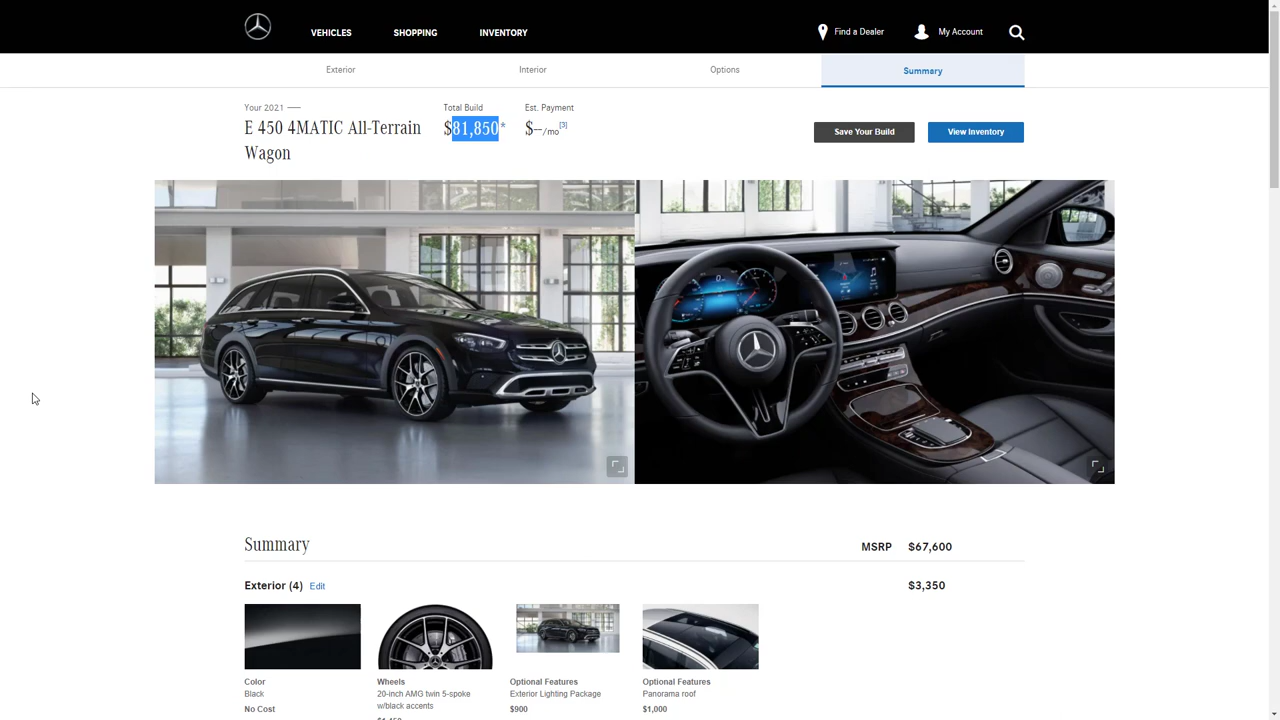 VEHICLES SHOPPING INVENTORY Find a Dealer My Account
Exterior Interior Options Summary
Your 2021
E 450 4MATIC All-Terrain
Wagon
Total Build
$81,850*
Est. Payment
$--/mo[3]
Save Your Build
View Inventory
Summary MSRP $67,600
Exterior (4) Edit $3,350
Color
Black
No Cost
Wheels
20-inch AMG twin 5-spoke
w/black accents
Optional Features
Exterior Lighting Package
$900
Optional Features
Panorama roof
$1,000